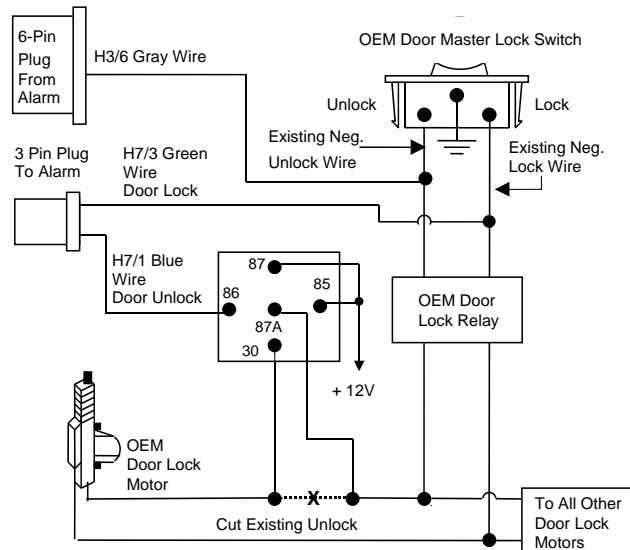 6-Pin
Plug
From
Alarm
H3/6 Gray Wire
OEM Door Master Lock Switch
Unlock
Lock
Existing Neg.
Unlock Wire
Existing Neg.
Lock Wire
3 Pin Plug
To Alarm
H7/3 Green
Wire
Door Lock
H7/1 Blue
Wire
Door Unlock
87
85
86
87A
30
+ 12V
OEM Door
Lock Relay
OEM
Door Lock
Motor
X
Cut Existing Unlock
To All Other
Door Lock
Motors